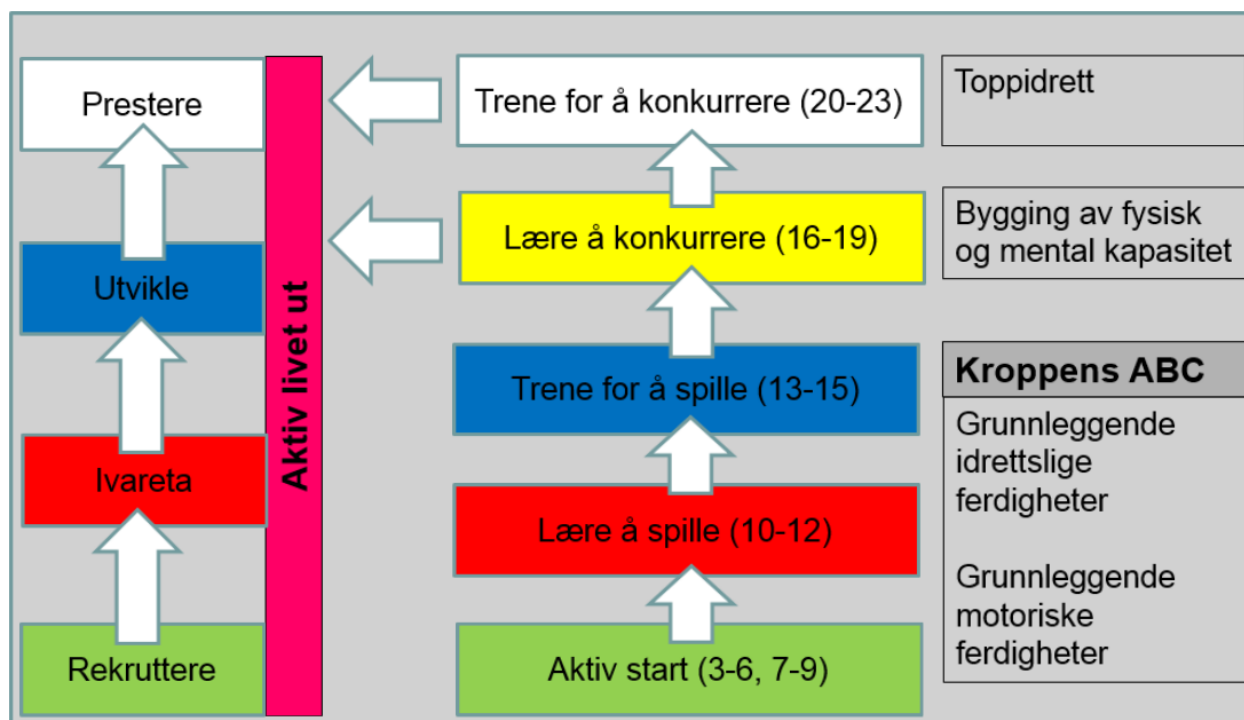 Prestere
Utvikle
Ivareta
Rekruttere
Aktiv livet ut
Trene for å konkurrere (20-23)
Lære å konkurrere (16-19)
Trene for å spille (13-15)
Lære å spille (10-12)
Aktiv start (3-6, 7-9)
Toppidrett
Bygging av fysisk
og mental kapasitet
Kroppens ABC
Grunnleggende
idrettslige
ferdigheter
Grunnleggende
motoriske
ferdigheter